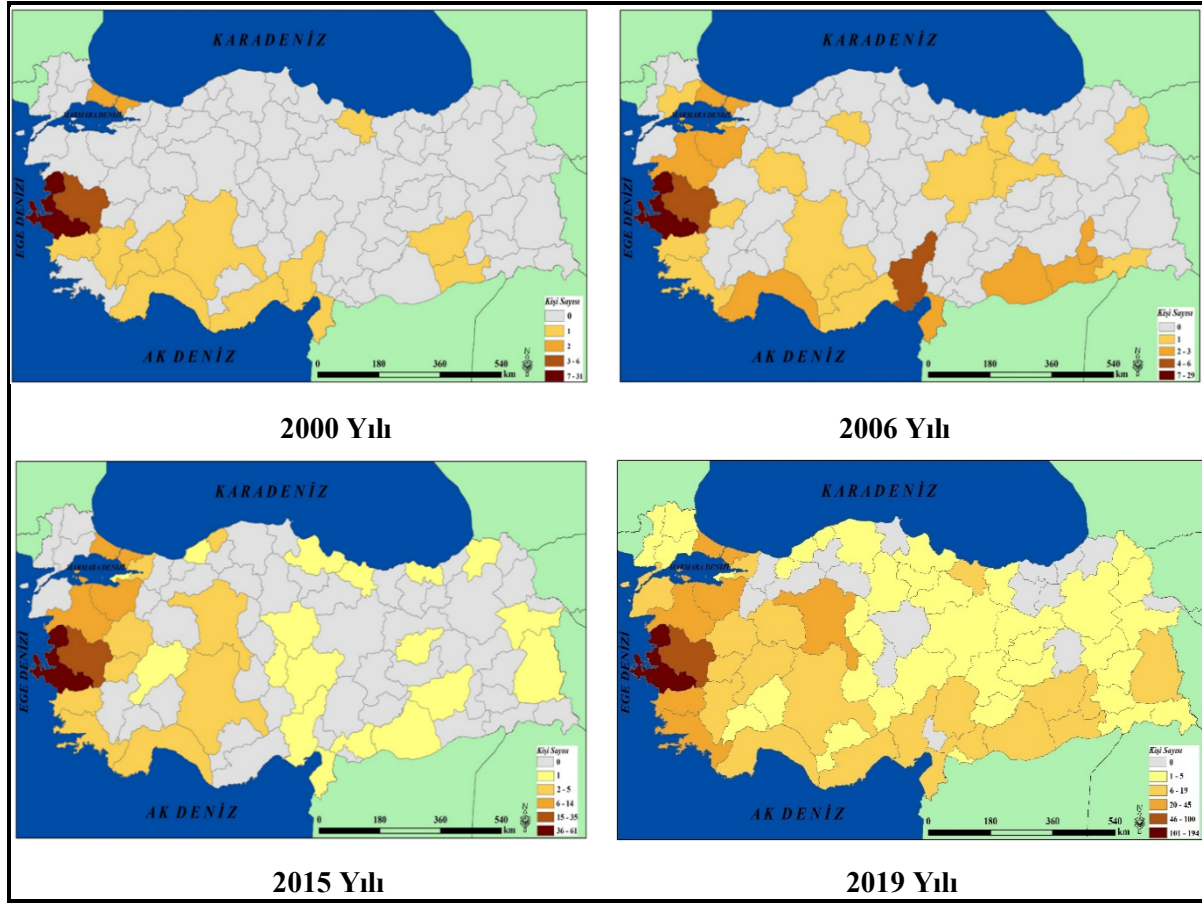 KARADENİZ
MARMARA DENİZİ
EGE DENİZİ
AK DENİZ
Kişi Sayısı
0
1
2
3 - 6
7 - 31
0 180 360 540
km
2000 Yılı
KARADENİZ
MARMARA DENİZİ
EGE DENİZİ
AK DENİZ
Kişi Sayısı
0
1
2 - 3
4 - 6
7 - 29
0 180 360 540
km
2006 Yılı
KARADENİZ
MARMARA DENİZİ
EGE DENİZİ
AK DENİZ
Kişi Sayısı
0
1
2 - 5
6 - 14
15 - 35
36 - 61
0 180 360 540
km
2015 Yılı
KARADENİZ
MARMARA DENİZİ
EGE DENİZİ
AK DENİZ
Kişi Sayısı
0
1 - 5
6 - 19
20 - 45
46 - 100
101 - 194
0 180 360 540
km
2019 Yılı